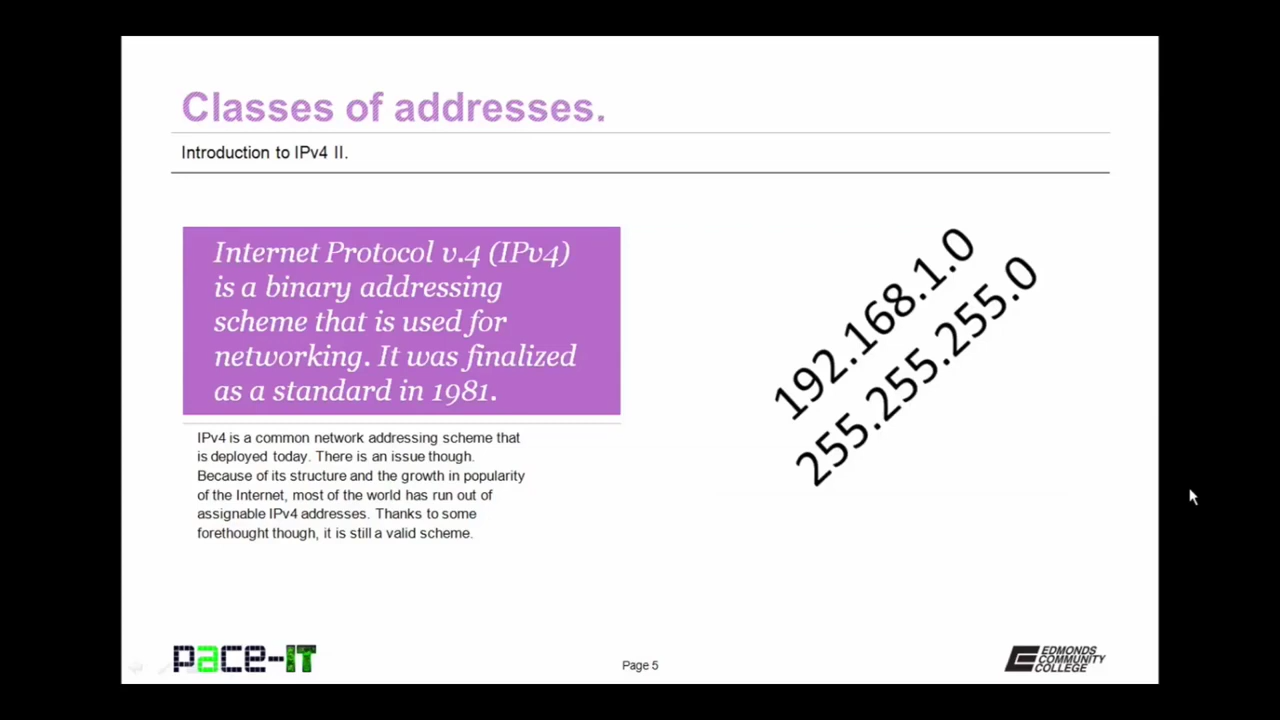 Classes of addresses.
Introduction to IPv4 II.
Internet Protocol v.4 (IPv4)
is a binary addressing
scheme that is used for
networking. It was finalized
as a standard in 1981.
IPv4 is a common network addressing scheme that
is deployed today. There is an issue though.
Because of its structure and the growth in popularity
of the Internet, most of the world has run out of
assignable IPv4 addresses. Thanks to some
forethought though, it is still a valid scheme.
192.168.1.0
255.255.255.0
pace-IT
Page 5
EDMONDS
COMMUNITY
COLLEGE